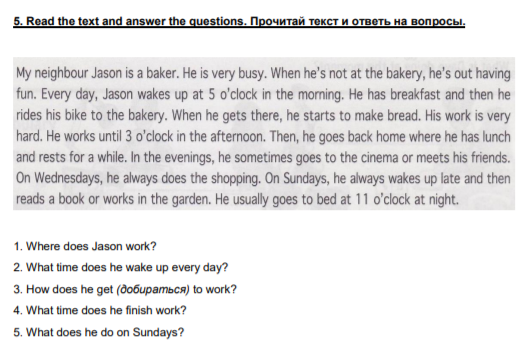 5. Read the text and answer the questions. Прочитай текст и ответь на вопросы.
My neighbour Jason is a baker. He is very busy. When he's not at the bakery, he's out having
fun. Every day, Jason wakes up at 5 o'clock in the morning. He has breakfast and then he
rides his bike to the bakery. When he gets there, he starts to make bread. His work is very
hard. He works until 3 o'clock in the afternoon. Then, he goes back home where he has lunch
and rests for a while. In the evenings, he sometimes goes to the cinema or meets his friends.
On Wednesdays, he always does the shopping. On Sundays, he always wakes up late and then
reads a book or works in the garden. He usually goes to bed at 11 o'clock at night.
1. Where does Jason work?
2. What time does he wake up every day?
3. How does he get (добираться) to work?
4. What time does he finish work?
5. What does he do on Sundays?